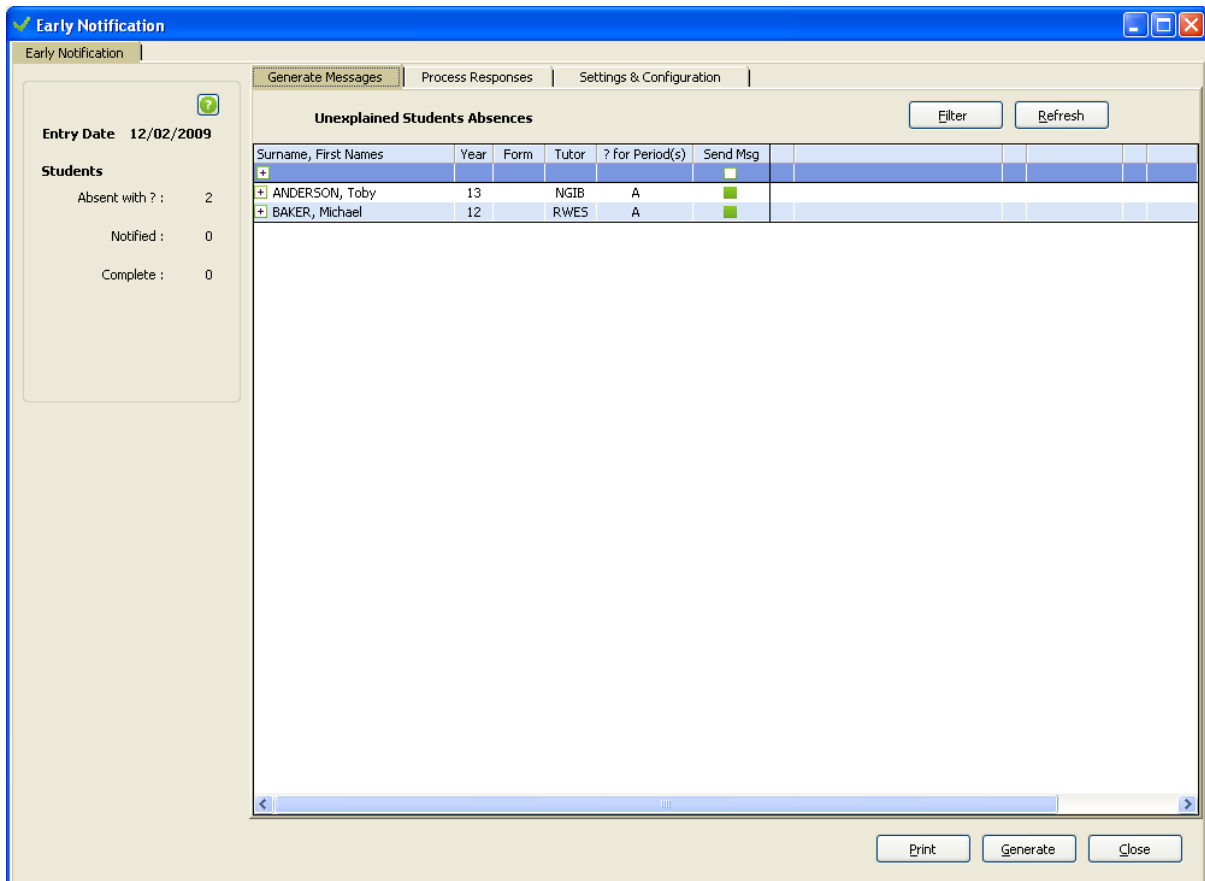 Early Notification
Early Notification
Generate Messages Process Responses Settings & Configuration
?
Entry Date 12/02/2009
Students
Absent with ? : 2
Notified : 0
Complete : 0
Unexplained Students Absences Filter Refresh
Surname, First Names Year Form Tutor ? for Period(s) Send Msg
ANDERSON, Toby 13 NGIB A
BAKER, Michael 12 RWES A
Print Generate Close